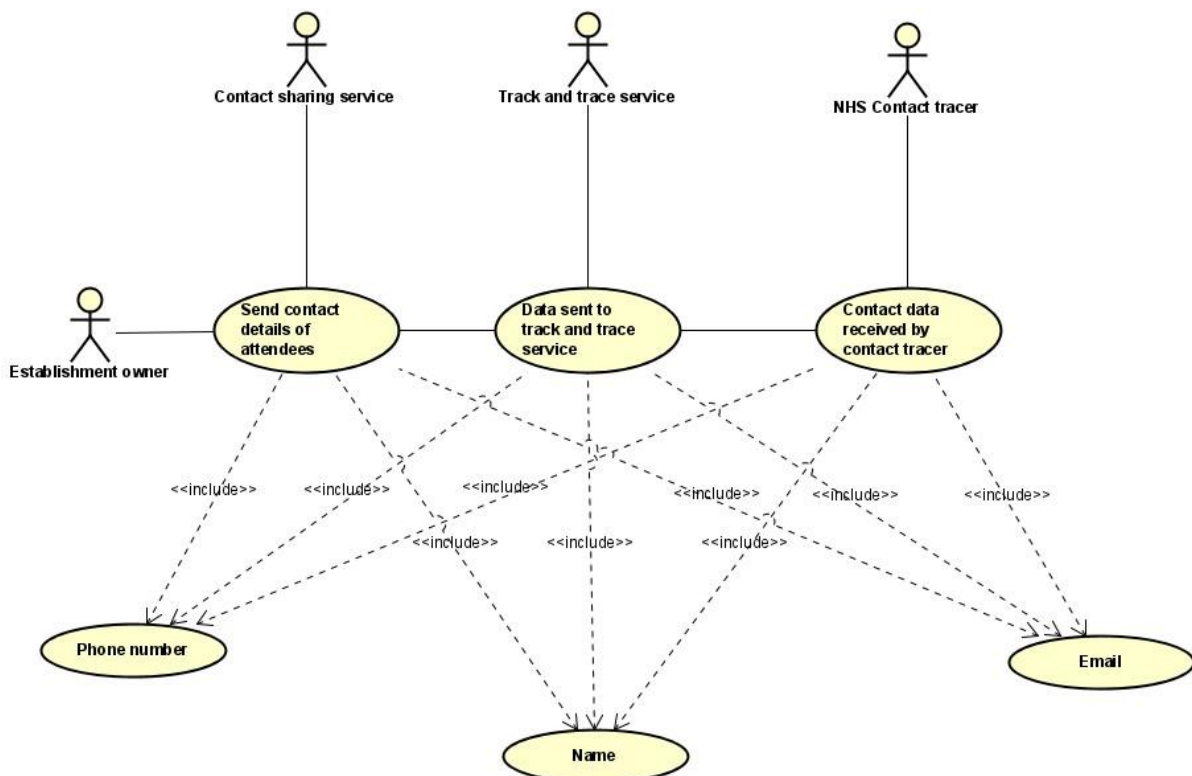 Contact sharing service
Track and trace service
NHS Contact tracer
Establishment owner
Send contact
details of
attendees
Data sent to
track and trace
service
Contact data
received by
contact tracer
<<include>>
<<include>>
<<include>>
<<include>>
<<include>>
<<include>>
<<include>>
<<include>>
<<include>>
Phone number
Name
Email